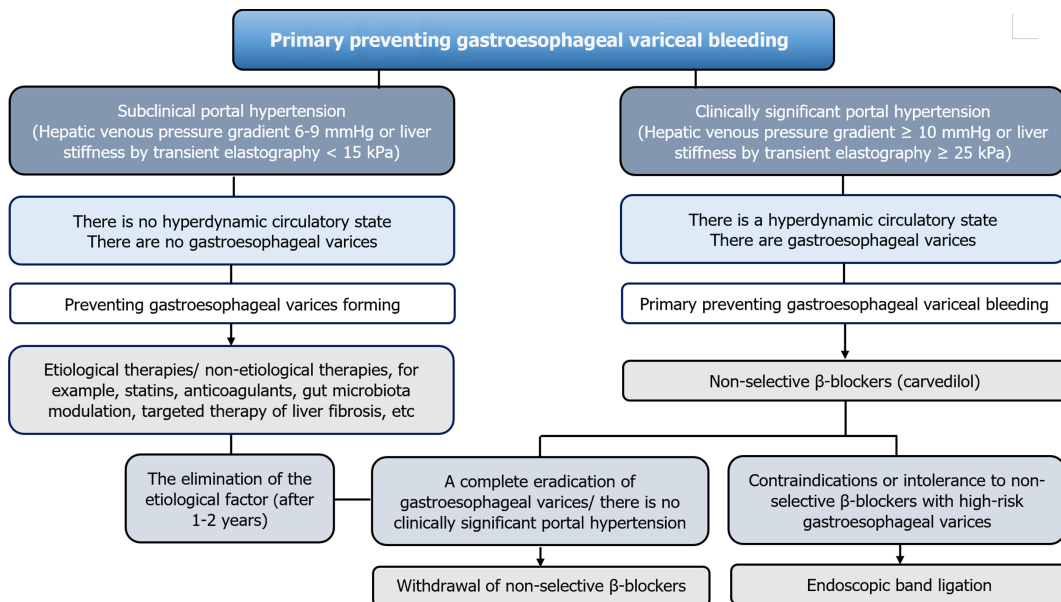 Primary preventing gastroesophageal variceal bleeding
Subclinical portal hypertension
(Hepatic venous pressure gradient 6-9 mmHg or liver
stiffness by transient elastography < 15 kPa)
Clinically significant portal hypertension
(Hepatic venous pressure gradient ≥ 10 mmHg or liver
stiffness by transient elastography ≥ 25 kPa)
There is no hyperdynamic circulatory state
There are no gastroesophageal varices
There is a hyperdynamic circulatory state
There are gastroesophageal varices
Preventing gastroesophageal varices forming
Primary preventing gastroesophageal variceal bleeding
Etiological therapies/ non-etiological therapies, for
example, statins, anticoagulants, gut microbiota
modulation, targeted therapy of liver fibrosis, etc
Non-selective β-blockers (carvedilol)
The elimination of the
etiological factor (after
1-2 years)
A complete eradication of
gastroesophageal varices/ there is no
clinically significant portal hypertension
Contraindications or intolerance to non-
selective β-blockers with high-risk
gastroesophageal varices
Withdrawal of non-selective β-blockers
Endoscopic band ligation